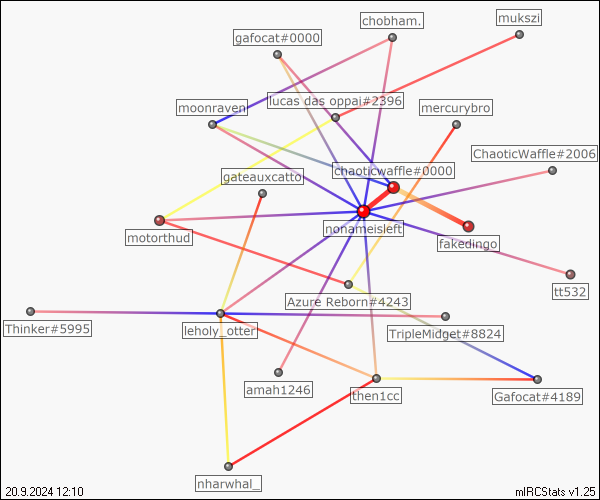 chobham.
mukszi
gafocat#0000
lucas das oppai#2396
moonraven
mercurybro
ChaoticWaffle#2006
chaoticwaffle#0000
gateauxcatto
motorthud
nonameisleft
fakedingo
tt532
Azure Reborn#4243
Thinker#5995
leholy_otter
TripleMidget#8824
amah1246
then1cc
Gafocat#4189
nharwhal_
20.9.2024 12:10
mIRCStats v1.25